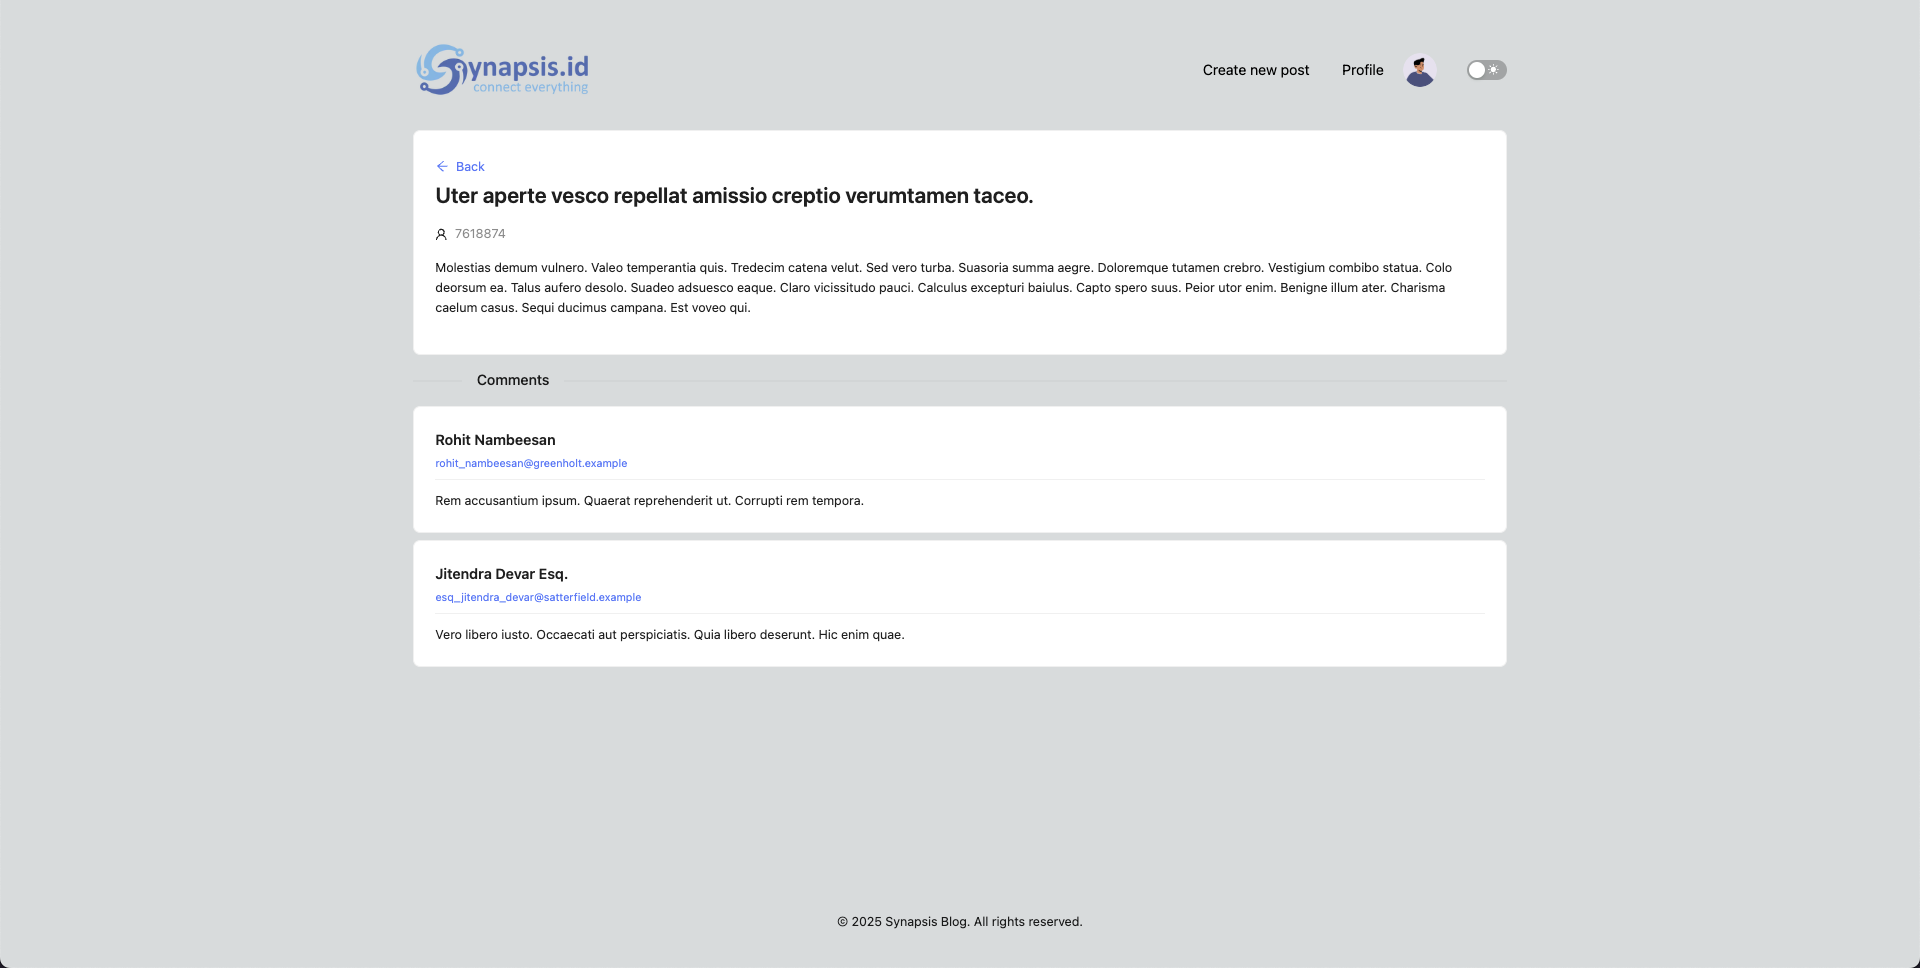 Synapsis.id
connect everything
Create new post
Profile
Back
Uter aperte vesco repellat amissio creptio verumtamen taceo.
7618874
Molestias demum vulnero. Valeo temperantia quis. Tredecim catena velut. Sed vero turba. Suasoria summa aegre. Doloremque tutamen crebro. Vestigium combibo statua. Colo
deorsum ea. Talus aufero desolo. Suadeo adsuesco eaque. Claro vicissitudo pauci. Calculus excepturi baiulus. Capto spero suus. Peior utor enim. Benigne illum ater. Charisma
caelum casus. Sequi ducimus campana. Est voveo qui.
Comments
Rohit Nambeesan
rohit_nambeesan@greenholt.example
Rem accusantium ipsum. Quaerat reprehenderit ut. Corrupti rem tempora.
Jitendra Devar Esq.
esq_jitendra_devar@satterfield.example
Vero libero iusto. Occaecati aut perspiciatis. Quia libero deserunt. Hic enim quae.
© 2025 Synapsis Blog. All rights reserved.